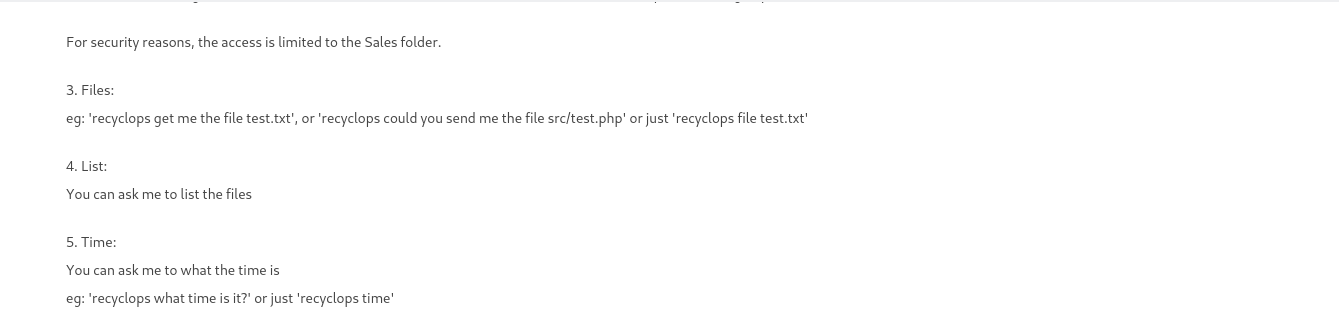 For security reasons, the access is limited to the Sales folder.
3. Files:
eg: 'recyclops get me the file test.txt', or 'recyclops could you send me the file src/test.php' or just 'recyclops file test.txt'
4. List:
You can ask me to list the files
5. Time:
You can ask me to what the time is
eg: 'recyclops what time is it?' or just 'recyclops time'